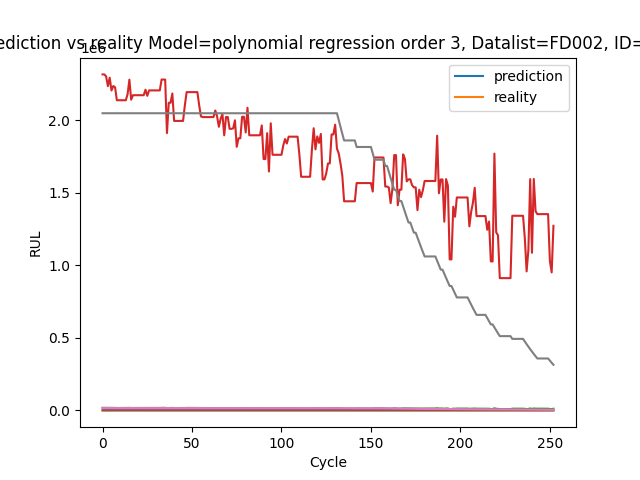 ediction vs reality Model=polynomial regression order 3, Datalist=FD002, ID=
1e6
prediction
reality
2.0
1.5
1.0
0.5
0.0
RUL
0 50 100 150 200 250
Cycle